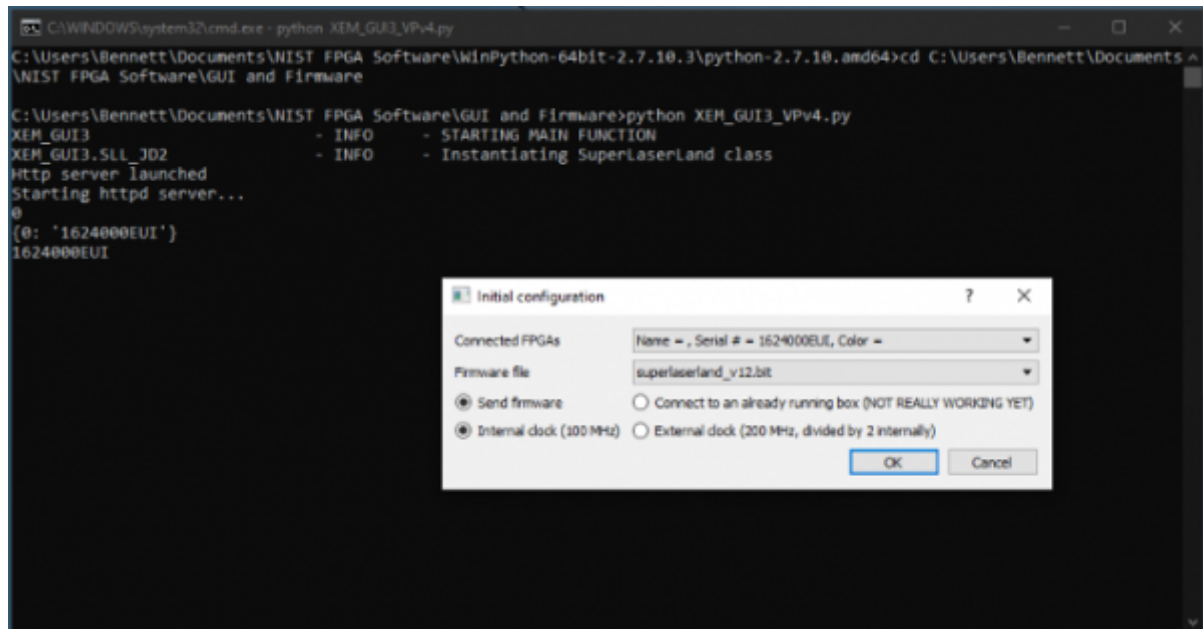 C:\WINDOWS\system32\cmd.exe - python XEM_GUI3_VPv4.py
C:\Users\Bennett\Documents\NIST FPGA Software\WinPython-64bit-2.7.10.3\python-2.7.10.amd64>cd C:\Users\Bennett\Documents
\NIST FPGA Software\GUI and Firmware
C:\Users\Bennett\Documents\NIST FPGA Software\GUI and Firmware>python XEM_GUI3_VPv4.py
XEM_GUI3 - INFO - STARTING MAIN FUNCTION
XEM_GUI3.SLL_JD2 - INFO - Instantiating SuperLaserLand class
Http server launched
Starting httpd server...
0
{0: '1624000EUI'}
1624000EUI
Initial configuration
Connected FPGAs Name = , Serial # = 1624000EUI, Color =
Firmware file superlaserland_v12.bit
Send firmware Connect to an already running box (NOT REALLY WORKING YET)
Internal clock (100 MHz) External clock (200 MHz, divided by 2 internally)
OK Cancel